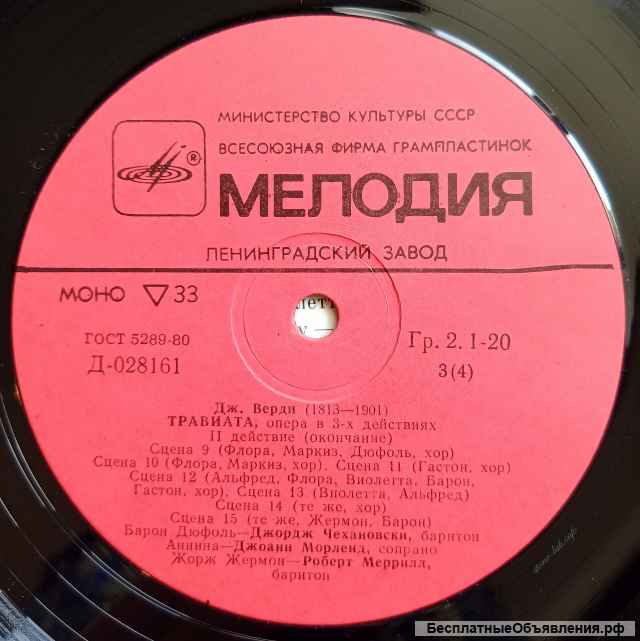 МИНИСТЕРСТВО КУЛЬТУРЫ СССР
ВСЕСОЮЗНАЯ ФИРМА ГРАМПЛАСТИНОК
®
МЕЛОДИЯ
ЛЕНИНГРАДСКИЙ ЗАВОД
МОНО ▽ 33
ГОСТ 5289-80
Гр. 2. 1-20
Д-028161
3(4)
Дж. Верди (1813—1901)
ТРАВИАТА, опера в 3-х действиях
II действие (окончание)
Сцена 9 (Флора, Маркиз, Дюфоль, хор)
Сцена 10 (Флора, Маркиз, хор). Сцена 11 (Гастон, хор)
Сцена 12 (Альфред, Флора, Виолетта, Барон,
Гастон, хор). Сцена 13 (Виолетта, Альфред)
Сцена 14 (те же, хор)
Сцена 15 (те же, Жермон, Барон)
Барон Дюфоль—Джордж Чехановски, баритон
Аннина—Джоанн Морленд, сопрано
Жорж Жермон—Роберт Меррилл,
баритон
БесплатныеОбъявления.рф